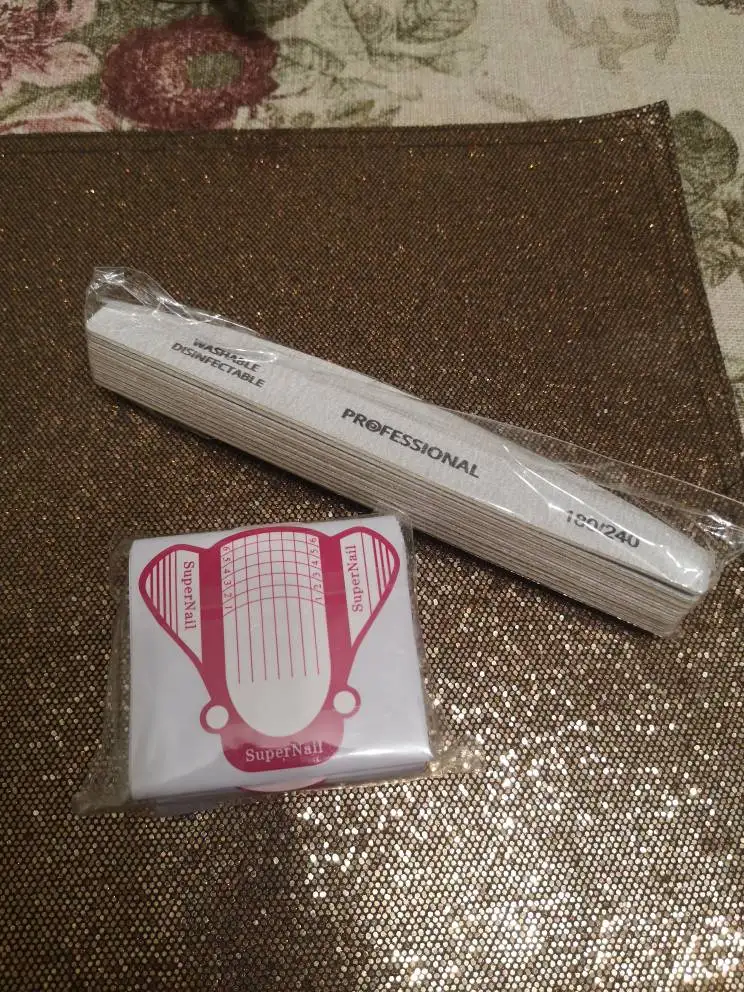 WASHABLE
DISINFECTABLE
PROFESSIONAL
180/240
6 5 4 3 2 1
1 2 3 4 5 6
SuperNail
SuperNail
SuperNail